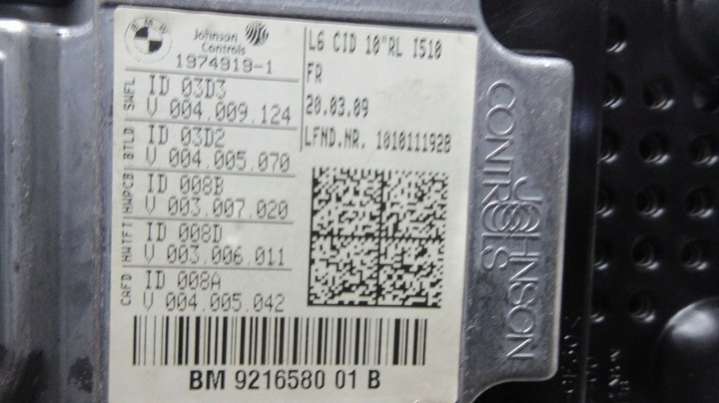 BMW
Johnson
Controls
1974919-1
L6 CID 10"RL I510
FR
20.03.09
LFND.NR. 1010111928
SWFL ID 03D3
V 004.009.124
BTLD ID 03D2
V 004.005.070
HWPCB ID 008B
V 003.007.020
HWTFT ID 008D
V 003.006.011
CAFD ID 008A
V 004.005.042
BM 9216580 01 B
JOHNSON
CONTROLS